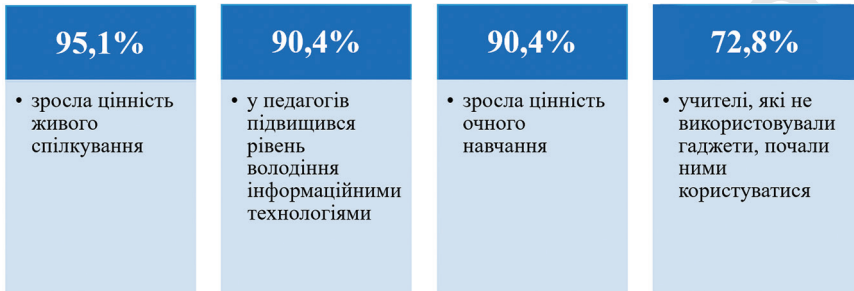 95,1%
• зросла цінність
живого
спілкування
90,4%
• у педагогів
підвищився
рівень
володіння
інформаційними
технологіями
90,4%
• зросла цінність
очного
навчання
72,8%
• учителі, які не
використовували
гаджети, почали
ними
користуватися